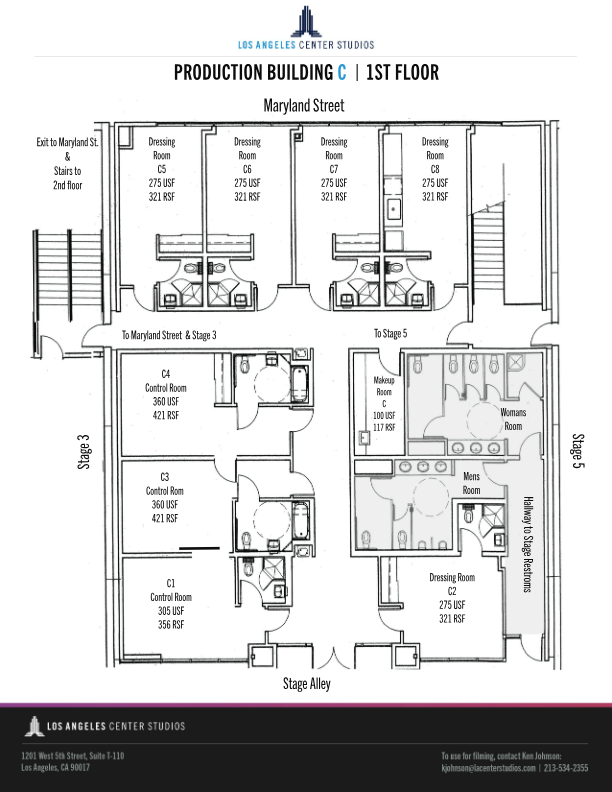 LOS ANGELES CENTER STUDIOS
PRODUCTION BUILDING C | 1ST FLOOR
Maryland Street
Exit to Maryland St.
&
Stairs to
2nd floor
Dressing
Room
C5
275 USF
321 RSF
Dressing
Room
C6
275 USF
321 RSF
Dressing
Room
C7
275 USF
321 RSF
Dressing
Room
C8
275 USF
321 RSF
To Maryland Street & Stage 3
To Stage 5
C4
Control Room
360 USF
421 RSF
Makeup
Room
C
100 USF
117 RSF
Womans
Room
Stage 3
Stage 5
C3
Control Rom
360 USF
421 RSF
Mens
Room
Hallway to Stage Restroms
C1
Control Room
305 USF
356 RSF
Dressing Room
C2
275 USF
321 RSF
Stage Alley
LOS ANGELES CENTER STUDIOS
1201 West 5th Street, Suite T-110
Los Angeles, CA 90017
To use for filming, contact Ken Johnson:
kjohnson@lacenterstudios.com | 213-534-2355